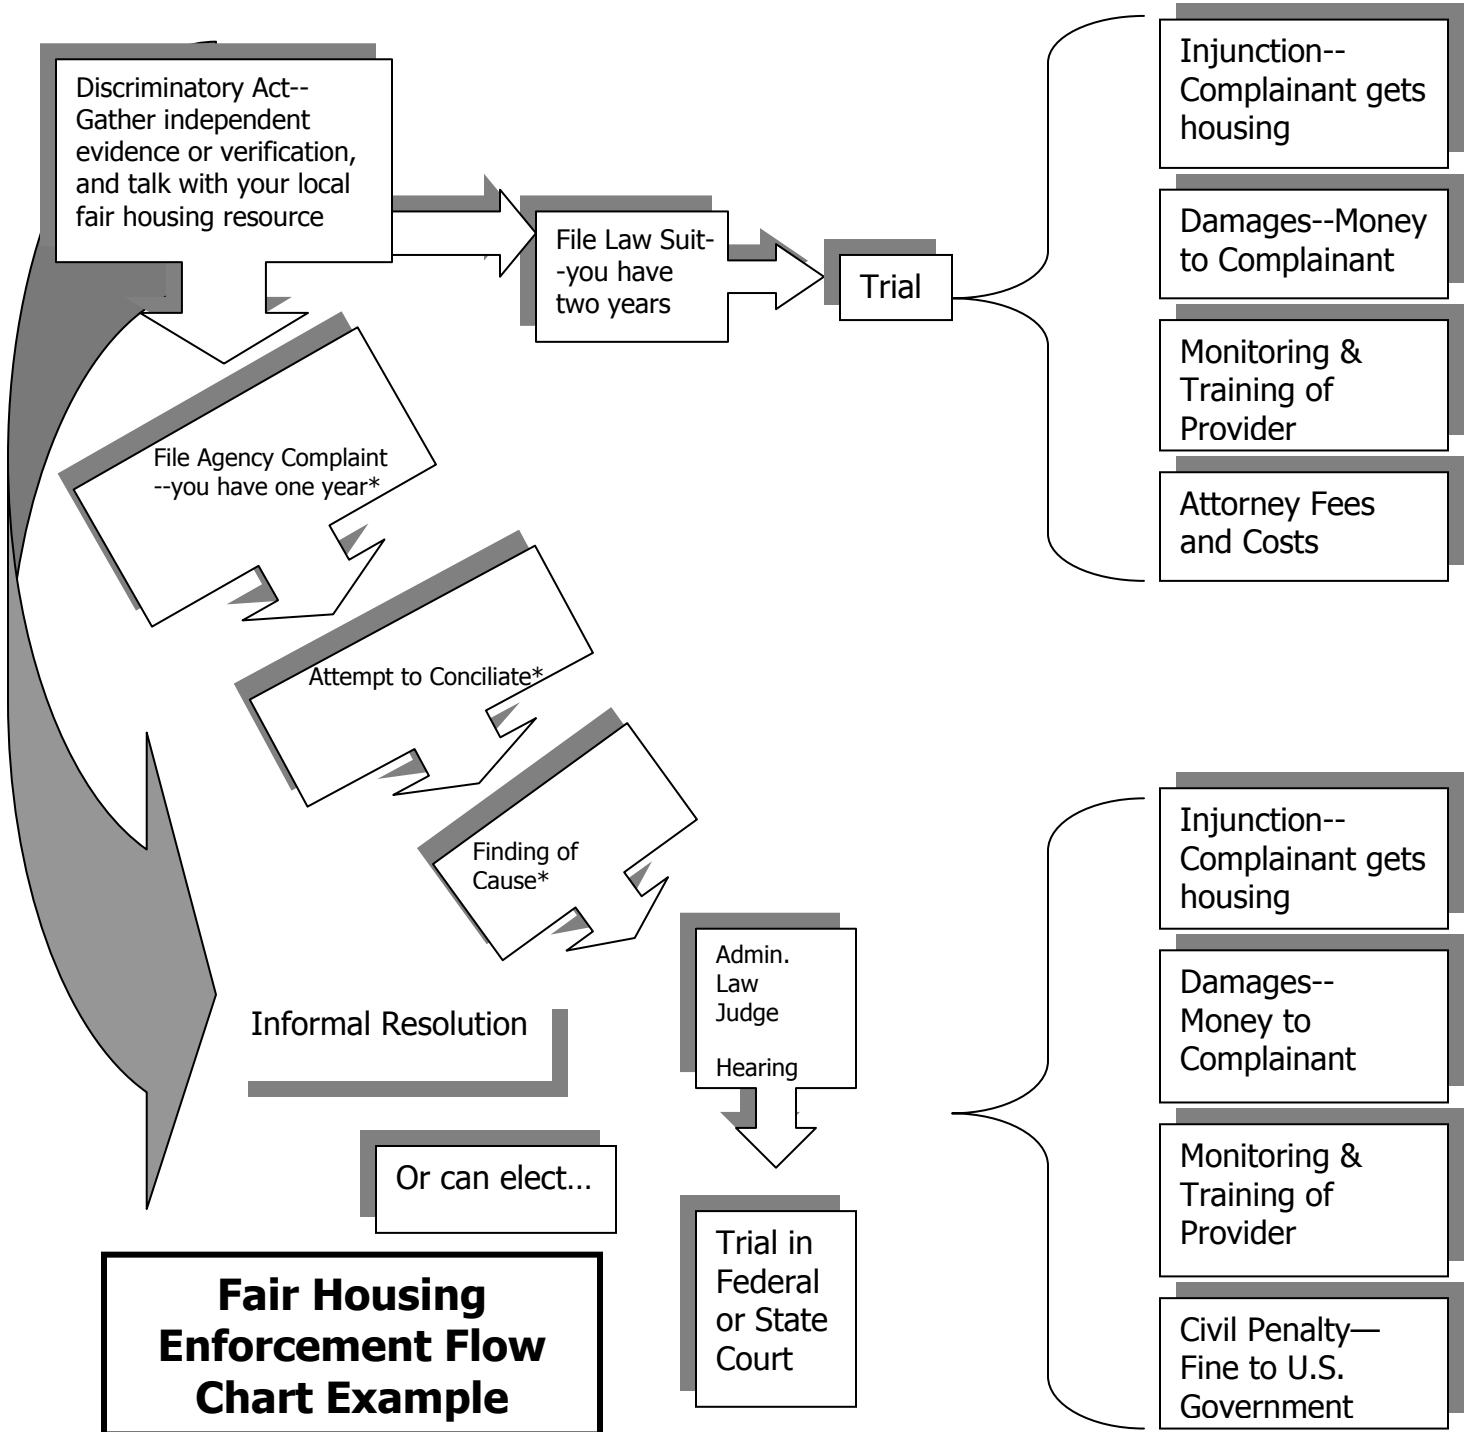 Discriminatory Act--
Gather independent
evidence or verification,
and talk with your local
fair housing resource
File Law Suit-
-you have
two years
Trial
Injunction--
Complainant gets
housing
Damages--Money
to Complainant
Monitoring &
Training of
Provider
Attorney Fees
and Costs
File Agency Complaint
--you have one year*
Attempt to Conciliate*
Finding of
Cause*
Admin.
Law
Judge
Hearing
Informal Resolution
Or can elect…
Trial in
Federal
or State
Court
Injunction--
Complainant gets
housing
Damages--
Money to
Complainant
Monitoring &
Training of
Provider
Civil Penalty—
Fine to U.S.
Government
Fair Housing
Enforcement Flow
Chart Example